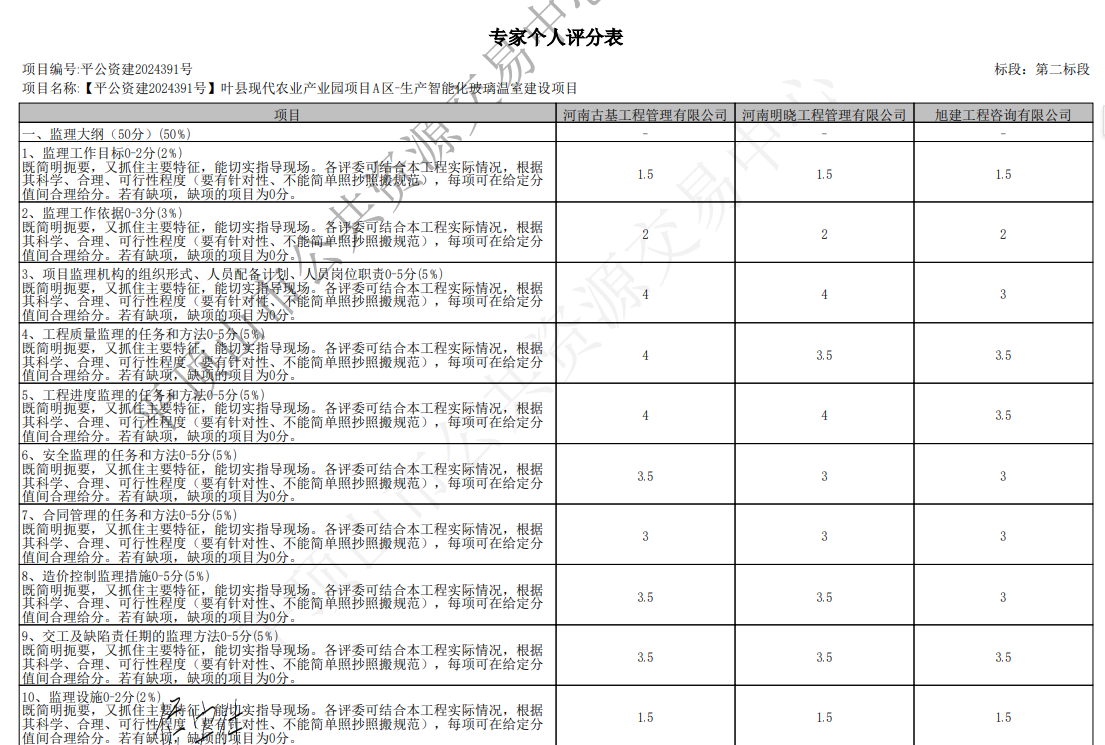 专家个人评分表
项目编号:平公资建2024391号
标段：第二标段
项目名称:【平公资建2024391号】叶县现代农业产业园项目A区-生产智能化玻璃温室建设项目
项目 河南古基工程管理有限公司 河南明晓工程管理有限公司 旭建工程咨询有限公司
一、监理大纲（50分）(50%) - - -
1、监理工作目标0-2分(2%)
既简明扼要，又抓住主要特征，能切实指导现场。各评委可结合本工程实际情况，根据
其科学、合理、可行性程度（要有针对性、不能简单照抄照搬规范），每项可在给定分
值间合理给分。若有缺项，缺项的项目为0分。
1.5 1.5 1.5
2、监理工作依据0-3分(3%)
既简明扼要，又抓住主要特征，能切实指导现场。各评委可结合本工程实际情况，根据
其科学、合理、可行性程度（要有针对性、不能简单照抄照搬规范），每项可在给定分
值间合理给分。若有缺项，缺项的项目为0分。
2 2 2
3、项目监理机构的组织形式、人员配备计划、人员岗位职责0-5分(5%)
既简明扼要，又抓住主要特征，能切实指导现场。各评委可结合本工程实际情况，根据
其科学、合理、可行性程度（要有针对性、不能简单照抄照搬规范），每项可在给定分
值间合理给分。若有缺项，缺项的项目为0分。
4 4 3
4、工程质量监理的任务和方法0-5分(5%)
既简明扼要，又抓住主要特征，能切实指导现场。各评委可结合本工程实际情况，根据
其科学、合理、可行性程度（要有针对性、不能简单照抄照搬规范），每项可在给定分
值间合理给分。若有缺项，缺项的项目为0分。
4 3.5 3.5
5、工程进度监理的任务和方法0-5分(5%)
既简明扼要，又抓住主要特征，能切实指导现场。各评委可结合本工程实际情况，根据
其科学、合理、可行性程度（要有针对性、不能简单照抄照搬规范），每项可在给定分
值间合理给分。若有缺项，缺项的项目为0分。
4 4 3.5
6、安全监理的任务和方法0-5分(5%)
既简明扼要，又抓住主要特征，能切实指导现场。各评委可结合本工程实际情况，根据
其科学、合理、可行性程度（要有针对性、不能简单照抄照搬规范），每项可在给定分
值间合理给分。若有缺项，缺项的项目为0分。
3.5 3 3
7、合同管理的任务和方法0-5分(5%)
既简明扼要，又抓住主要特征，能切实指导现场。各评委可结合本工程实际情况，根据
其科学、合理、可行性程度（要有针对性、不能简单照抄照搬规范），每项可在给定分
值间合理给分。若有缺项，缺项的项目为0分。
3 3 3
8、造价控制监理措施0-5分(5%)
既简明扼要，又抓住主要特征，能切实指导现场。各评委可结合本工程实际情况，根据
其科学、合理、可行性程度（要有针对性、不能简单照抄照搬规范），每项可在给定分
值间合理给分。若有缺项，缺项的项目为0分。
3.5 3.5 3
9、交工及缺陷责任期的监理方法0-5分(5%)
既简明扼要，又抓住主要特征，能切实指导现场。各评委可结合本工程实际情况，根据
其科学、合理、可行性程度（要有针对性、不能简单照抄照搬规范），每项可在给定分
值间合理给分。若有缺项，缺项的项目为0分。
3.5 3.5 3.5
10、监理设施0-2分(2%)
既简明扼要，又抓住主要特征，能切实指导现场。各评委可结合本工程实际情况，根据
其科学、合理、可行性程度（要有针对性、不能简单照抄照搬规范），每项可在给定分
值间合理给分。若有缺项，缺项的项目为0分。
1.5 1.5 1.5
平顶山市公共资源交易中心
平顶山市公共资源交易中心